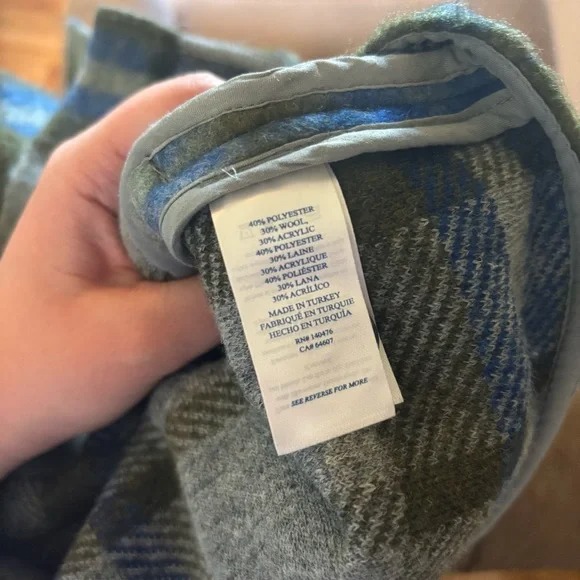 40% POLYESTER
30% WOOL,
30% ACRYLIC
40% POLYESTER
30% LAINE
30% ACRYLIQUE
40% POLIÉSTER
30% LANA
30% ACRÍLICO
MADE IN TURKEY
FABRIQUÉ EN TURQUIE
HECHO EN TURQUÍA
RN# 140476
CA# 64607
SEE REVERSE FOR MORE